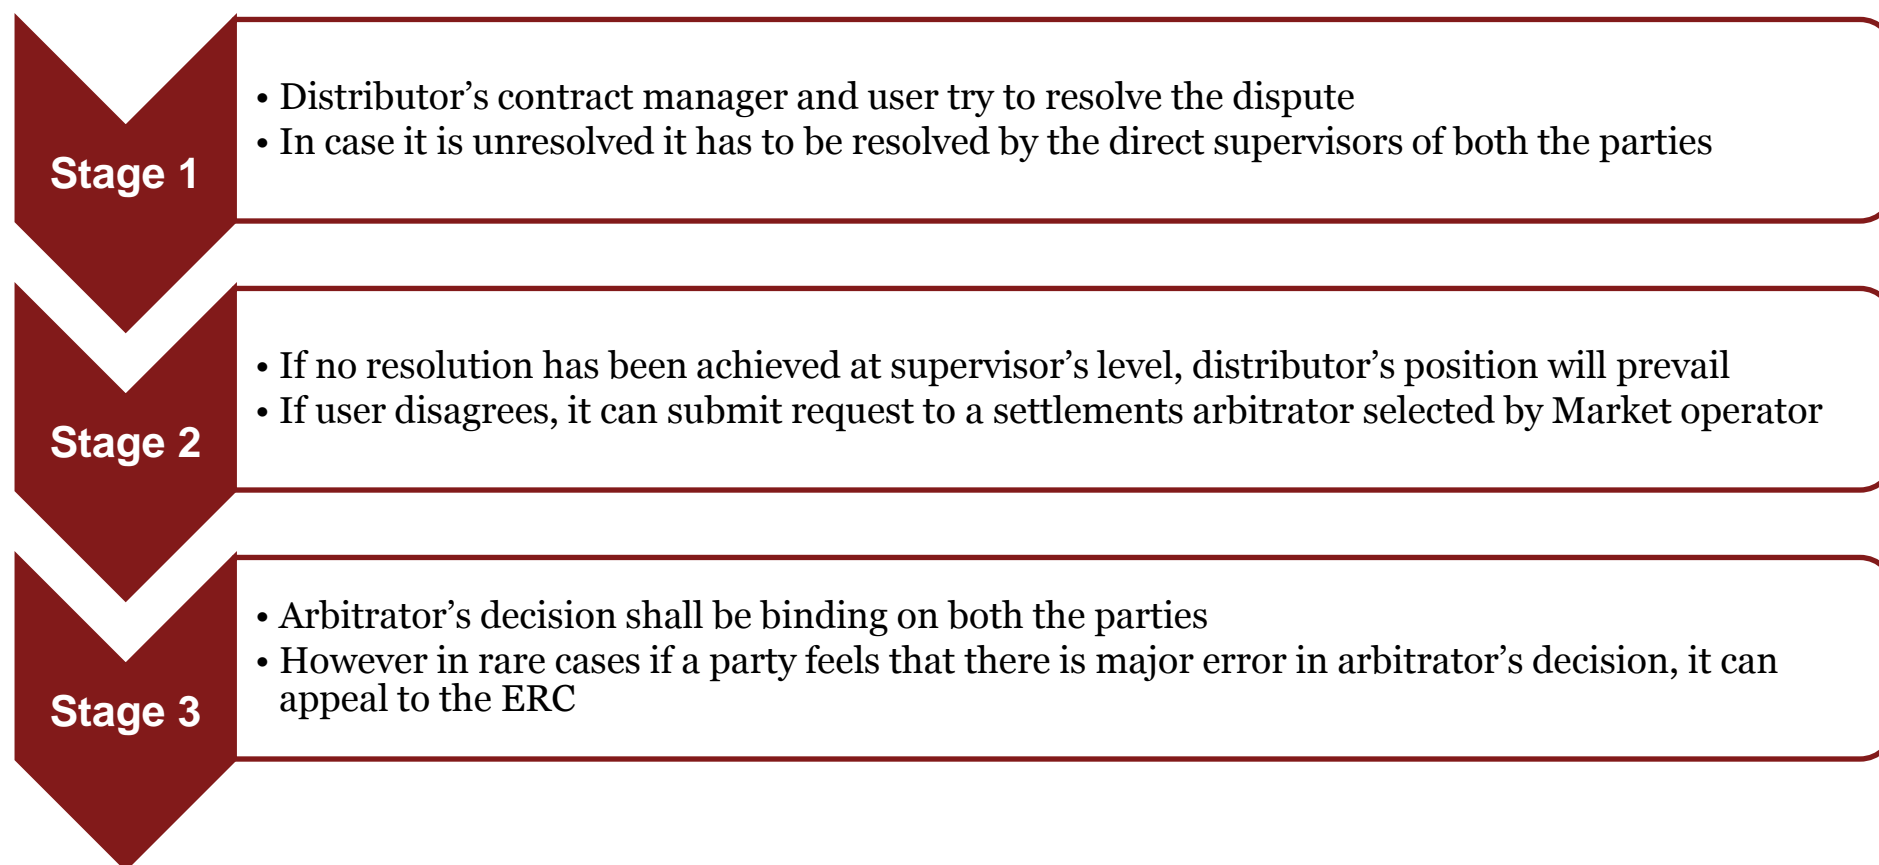 Stage 1
• Distributor’s contract manager and user try to resolve the dispute
• In case it is unresolved it has to be resolved by the direct supervisors of both the parties
Stage 2
• If no resolution has been achieved at supervisor’s level, distributor’s position will prevail
• If user disagrees, it can submit request to a settlements arbitrator selected by Market operator
Stage 3
• Arbitrator’s decision shall be binding on both the parties
• However in rare cases if a party feels that there is major error in arbitrator’s decision, it can
appeal to the ERC